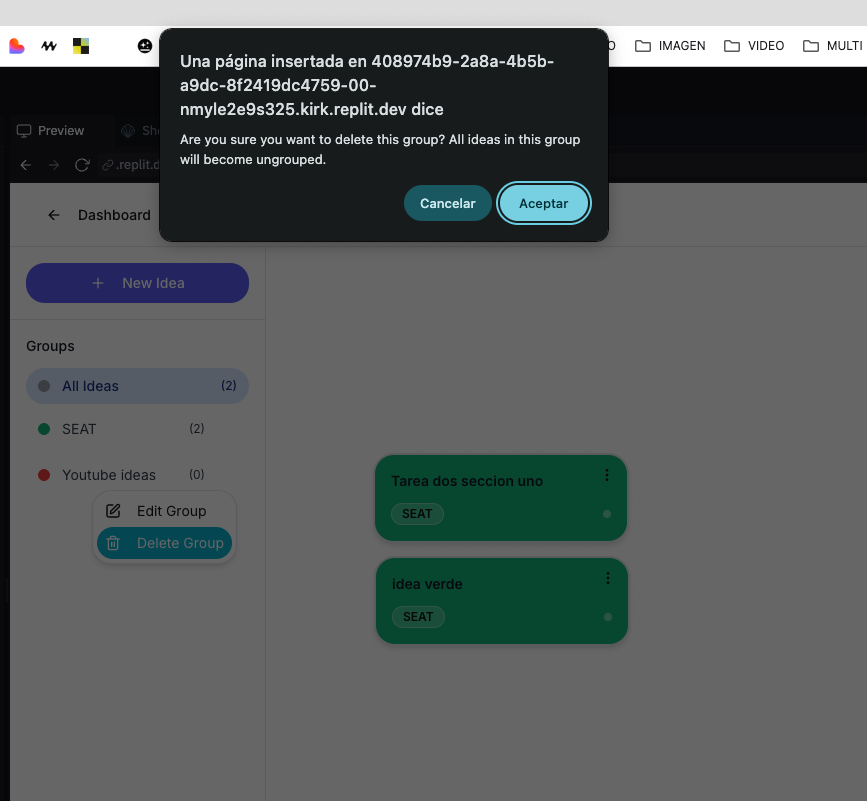 Una página insertada en 408974b9-2a8a-4b5b-
a9dc-8f2419dc4759-00-
nmyle2e9s325.kirk.replit.dev dice
Are you sure you want to delete this group? All ideas in this group
will become ungrouped.
Cancelar
Aceptar
O
IMAGEN
VIDEO
MULTI
Preview
Sh
.replit.d
Dashboard
New Idea
Groups
All Ideas (2)
SEAT (2)
Youtube ideas (0)
Edit Group
Delete Group
Tarea dos seccion uno
SEAT
idea verde
SEAT